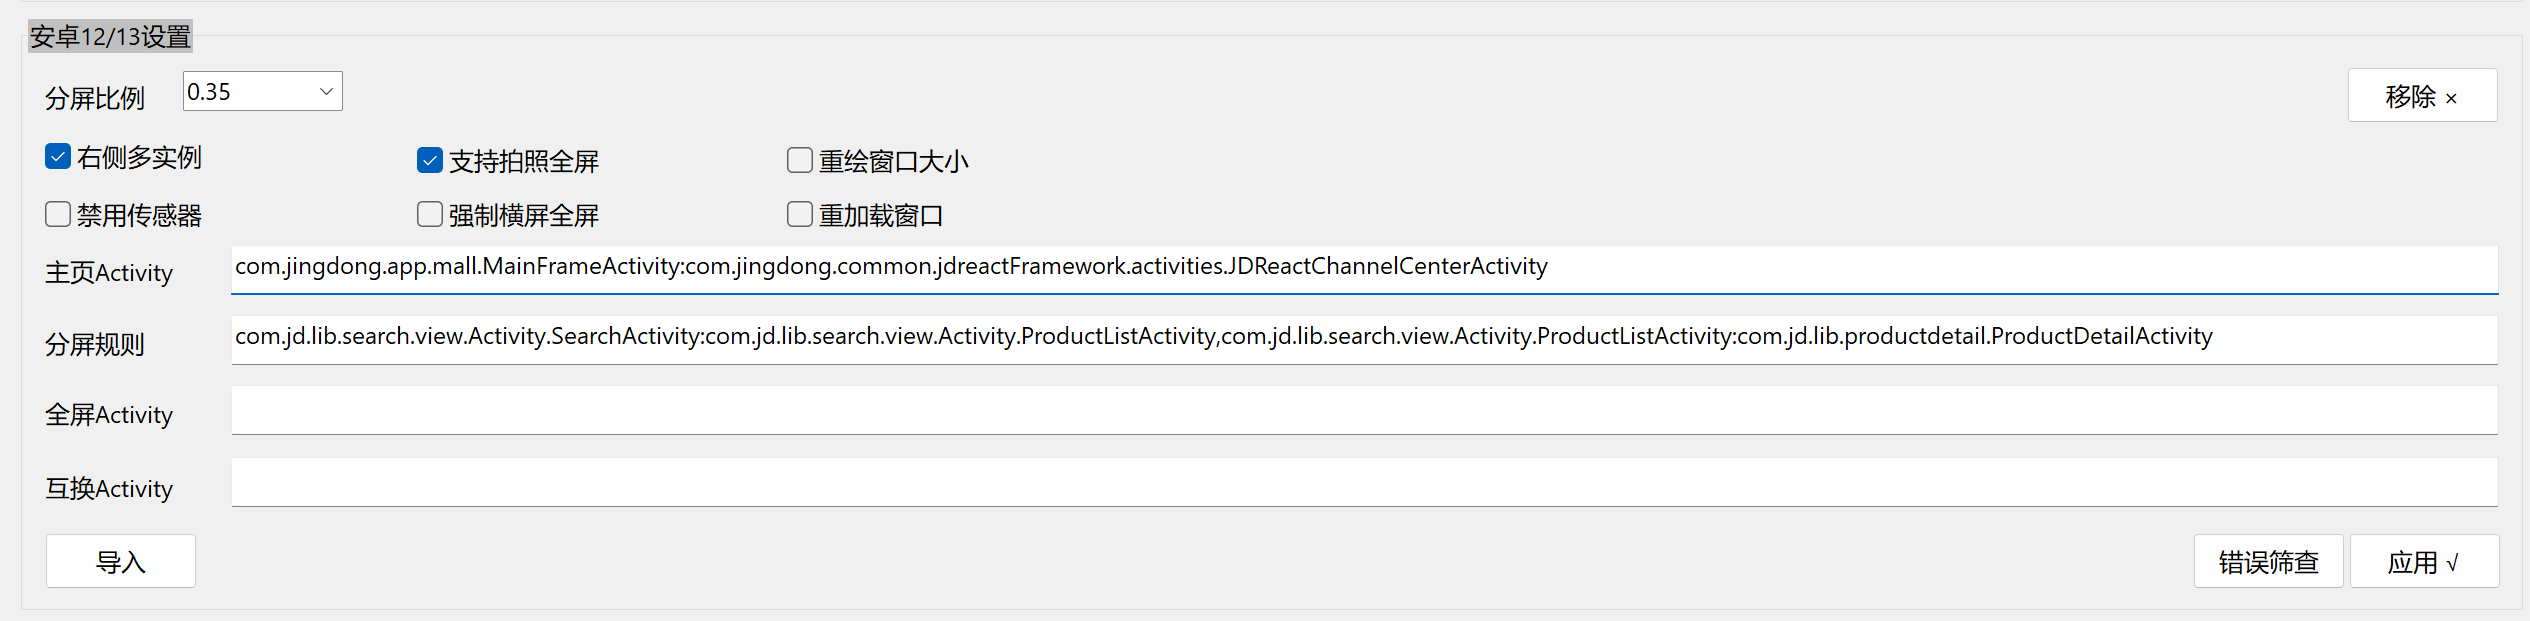 安卓12/13设置
分屏比例 0.35 移除 ×
右侧多实例 支持拍照全屏 重绘窗口大小
禁用传感器 强制横屏全屏 重加载窗口
主页Activity com.jingdong.app.mall.MainFrameActivity:com.jingdong.common.jdreactFramework.activities.JDReactChannelCenterActivity
分屏规则 com.jd.lib.search.view.Activity.SearchActivity:com.jd.lib.search.view.Activity.ProductListActivity,com.jd.lib.search.view.Activity.ProductListActivity:com.jd.lib.productdetail.ProductDetailActivity
全屏Activity
互换Activity
导入 错误筛查 应用 √